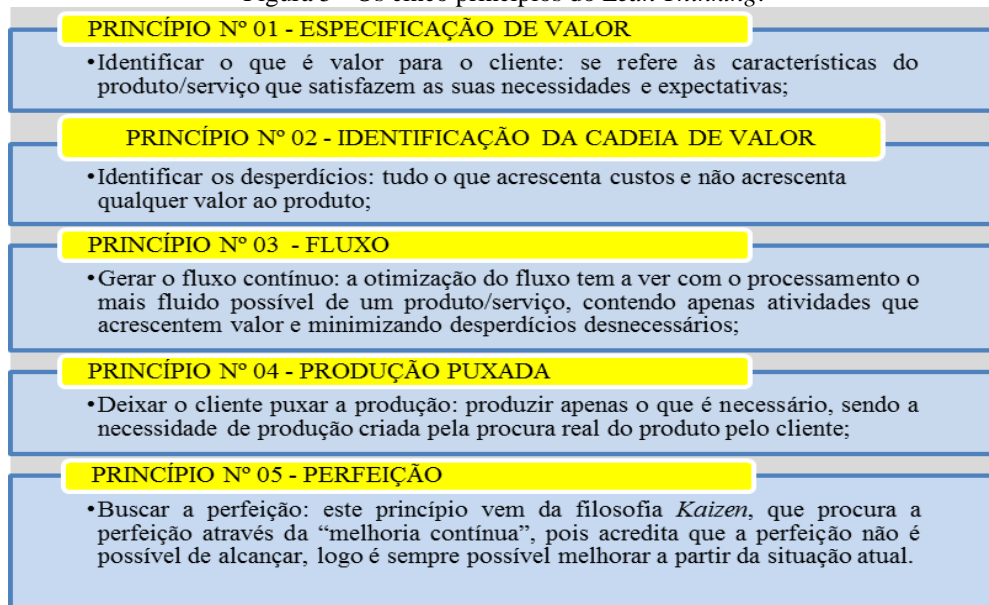 PRINCÍPIO Nº 01 - ESPECIFICAÇÃO DE VALOR
•Identificar o que é valor para o cliente: se refere às características do
produto/serviço que satisfazem as suas necessidades e expectativas;
PRINCÍPIO Nº 02 - IDENTIFICAÇÃO DA CADEIA DE VALOR
•Identificar os desperdícios: tudo o que acrescenta custos e não acrescenta
qualquer valor ao produto;
PRINCÍPIO Nº 03 - FLUXO
•Gerar o fluxo contínuo: a otimização do fluxo tem a ver com o processamento o
mais fluido possível de um produto/serviço, contendo apenas atividades que
acrescentem valor e minimizando desperdícios desnecessários;
PRINCÍPIO Nº 04 - PRODUÇÃO PUXADA
•Deixar o cliente puxar a produção: produzir apenas o que é necessário, sendo a
necessidade de produção criada pela procura real do produto pelo cliente;
PRINCÍPIO Nº 05 - PERFEIÇÃO
•Buscar a perfeição: este princípio vem da filosofia Kaizen, que procura a
perfeição através da “melhoria contínua”, pois acredita que a perfeição não é
possível de alcançar, logo é sempre possível melhorar a partir da situação atual.